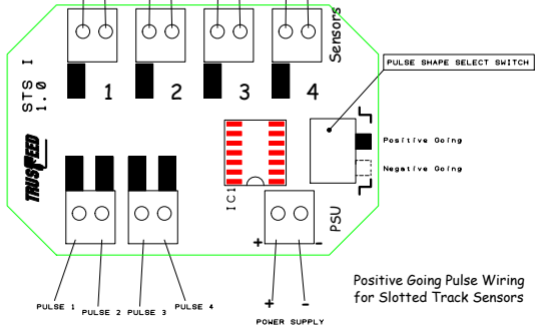 Sensors
PULSE SHAPE SELECT SWITCH
STS I
1.0
1
2
3
4
Positive Going
Negative Going
TRUSTFEED
IC1
PSU
+
-
PULSE 1
PULSE 2
PULSE 3
PULSE 4
+
-
POWER SUPPLY
Positive Going Pulse Wiring
for Slotted Track Sensors